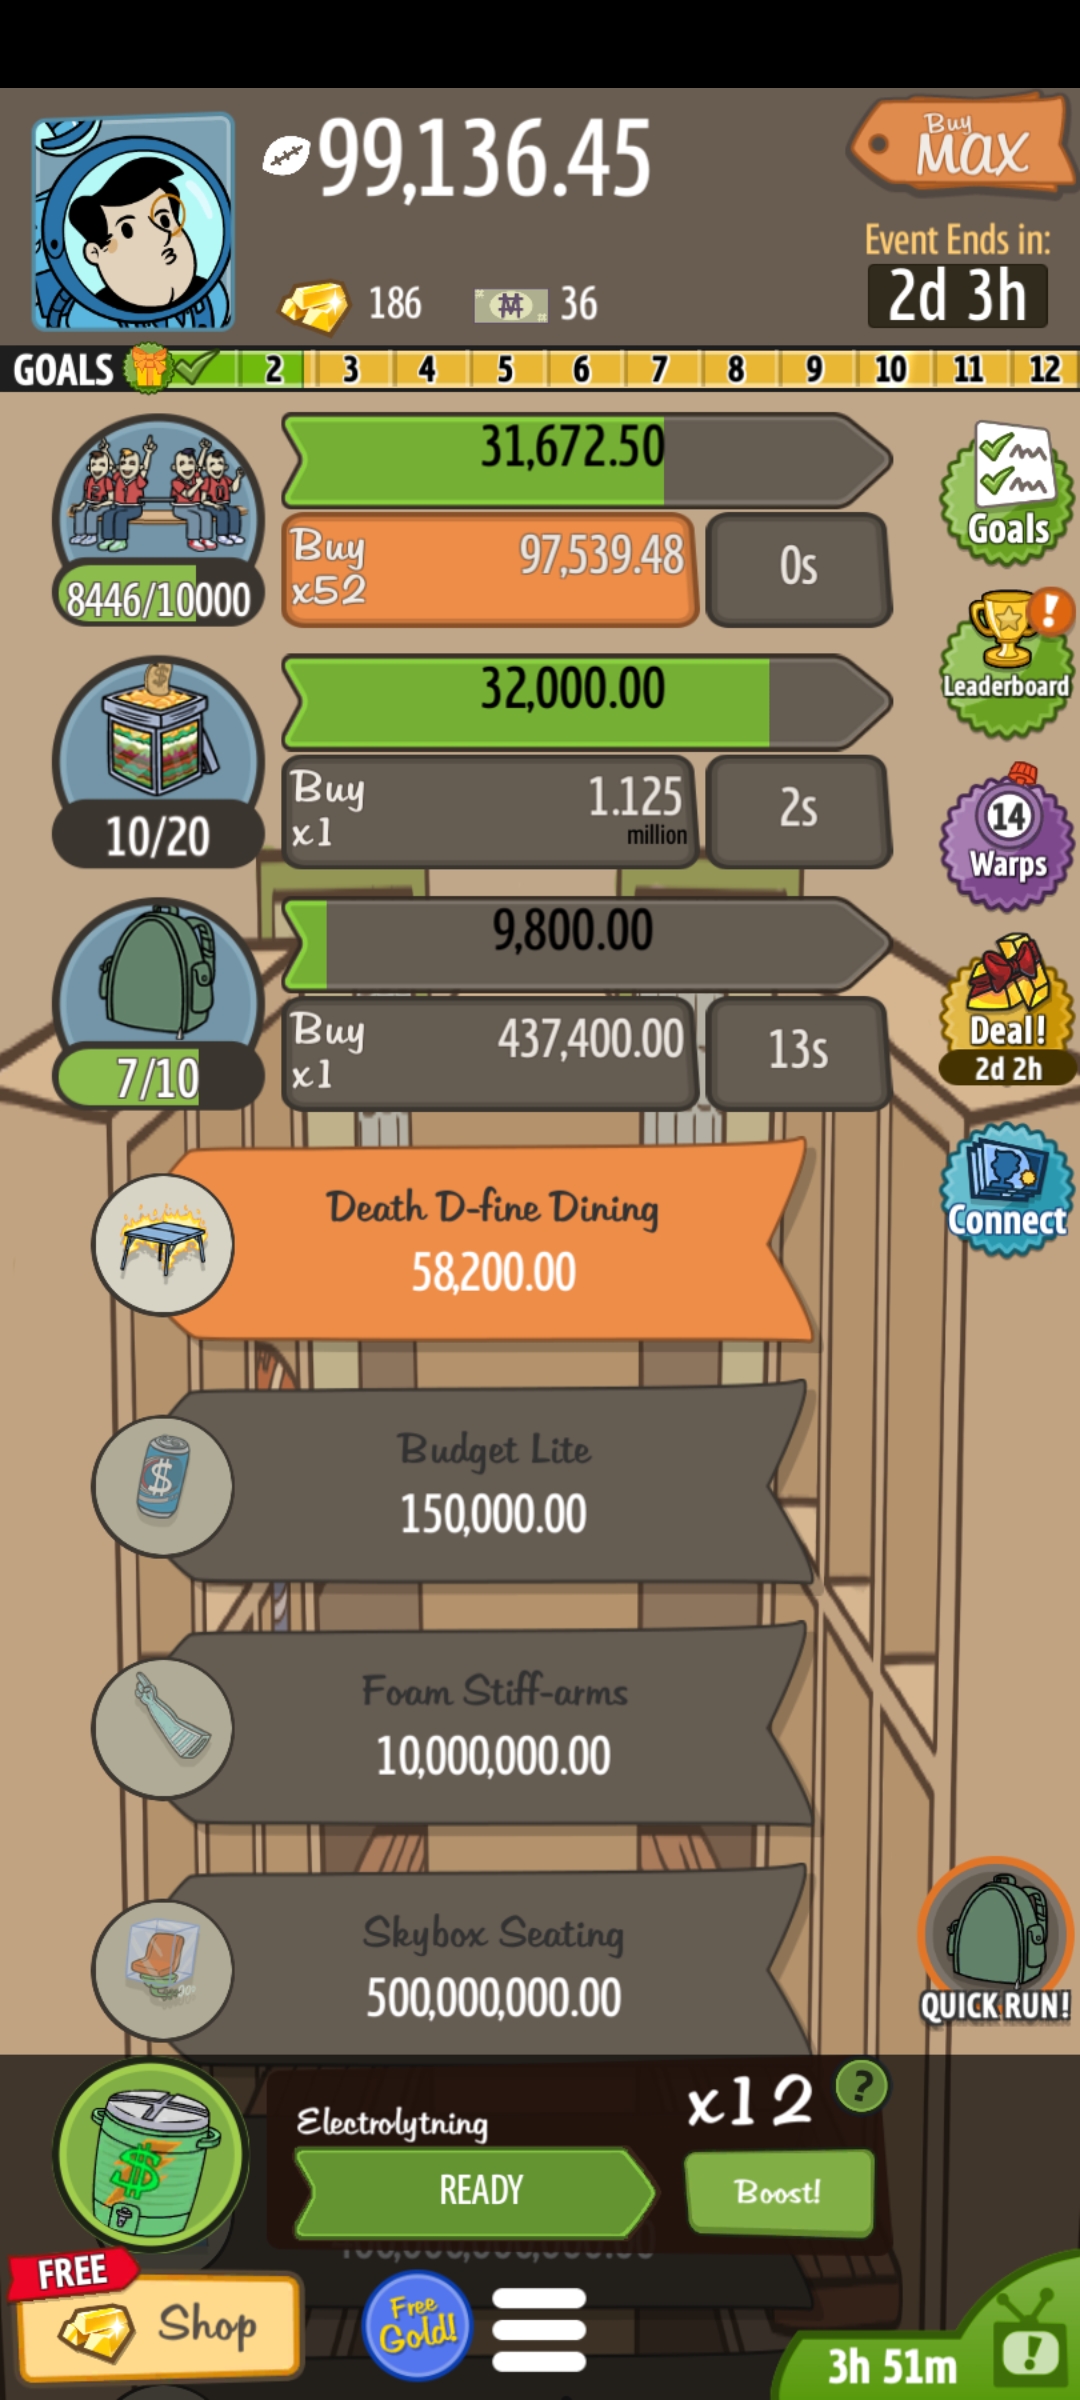 99,136.45
Buy
MAX
Event Ends in:
2d 3h
186
36
GOALS 2 3 4 5 6 7 8 9 10 11 12
31,672.50
Buy
x52
97,539.48
0s
8446/10000
Goals
32,000.00
Leaderboard
Buy
x1
1.125
million
2s
10/20
14
Warps
9,800.00
Buy
x1
437,400.00
13s
7/10
Deal!
2d 2h
Death D-fine Dining
58,200.00
Connect
Budget Lite
150,000.00
Foam Stiff-arms
10,000,000.00
Skybox Seating
500,000,000.00
QUICK RUN!
Electrolytning
x12
?
READY
Boost!
FREE
Shop
Free
Gold!
3h 51m